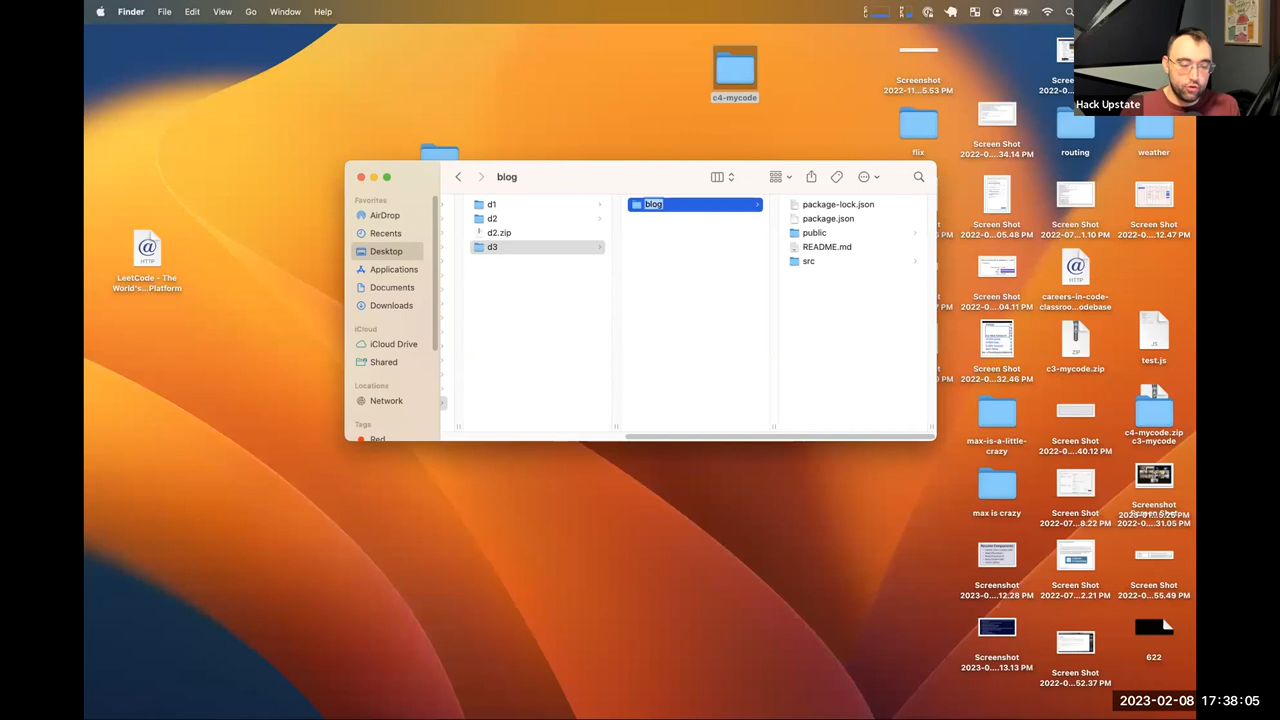 Finder File Edit View Go Window Help
Hack Upstate
c4-mycode
Screenshot
2022-11...5.53 PM
Screen Shot
2022-0....34.14 PM
flix
routing
weather
LeetCode - The
World's...Platform
blog
Favorites
AirDrop
Recents
Desktop
Applications
Documents
Downloads
iCloud
iCloud Drive
Shared
Locations
Network
Tags
Red
d1
d2
d2.zip
d3
blog
package-lock.json
package.json
public
README.md
src
Screen Shot
2022-0....05.48 PM
Screen Shot
2022-07...1.10 PM
Screen Shot
2022-0....12.47 PM
Screen Shot
2022-0....04.11 PM
careers-in-code-
classroo...odebase
Screen Shot
2022-0....32.46 PM
c3-mycode.zip
test.js
max-is-a-little-
crazy
Screen Shot
2022-0....40.12 PM
c4-mycode.zip
c3-mycode
max is crazy
Screen Shot
2022-07...8.22 PM
Screenshot
2022-0....31.05 PM
Screenshot
2023-0....12.28 PM
Screen Shot
2022-07...2.21 PM
Screen Shot
2022-0....55.49 PM
Screenshot
2023-0....13.13 PM
Screen Shot
2022-0....52.37 PM
622
2023-02-08 17:38:05